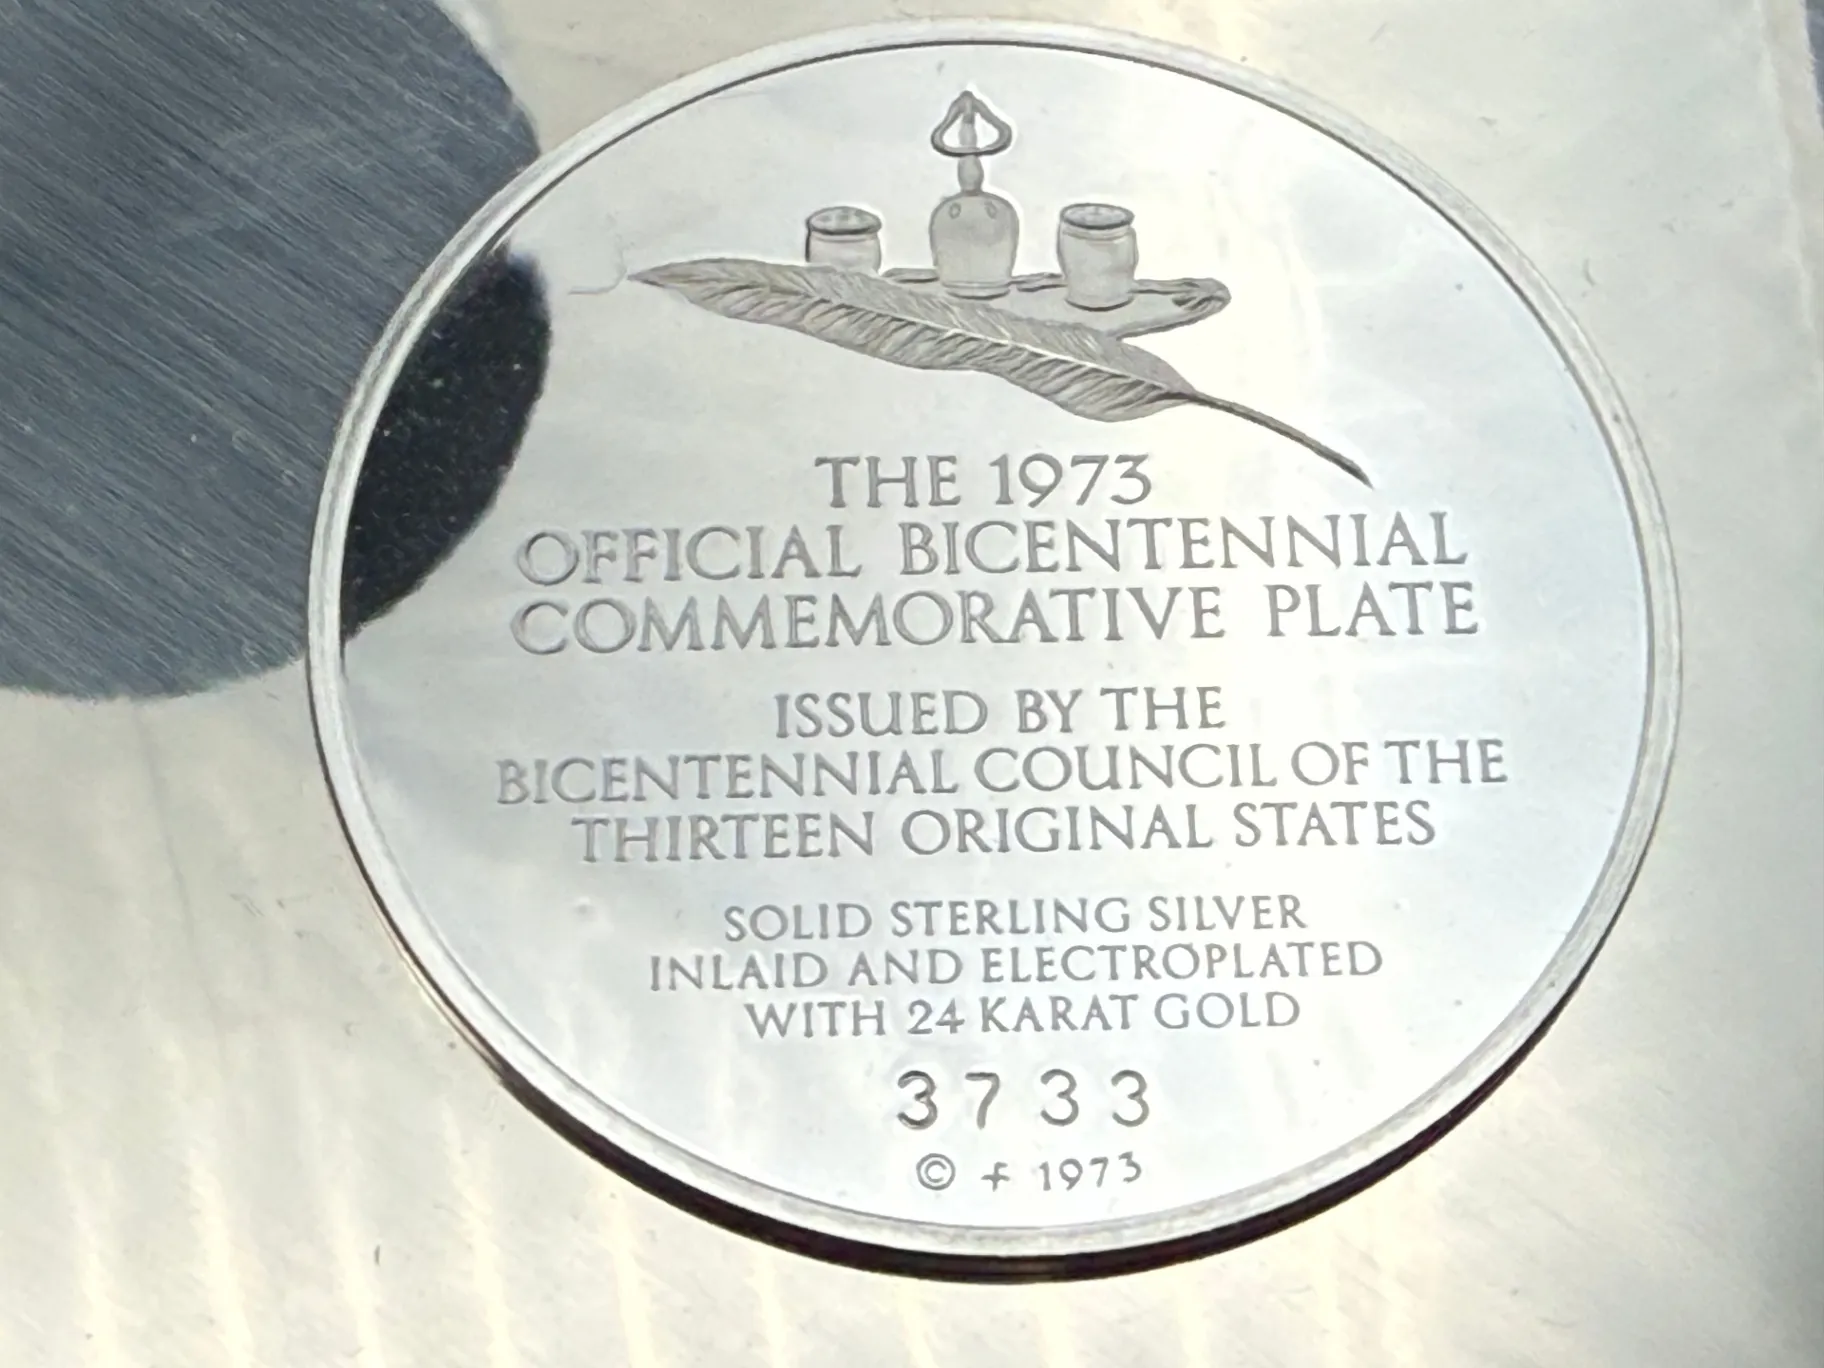 THE 1973
OFFICIAL BICENTENNIAL
COMMEMORATIVE PLATE
ISSUED BY THE
BICENTENNIAL COUNCIL OF THE
THIRTEEN ORIGINAL STATES
SOLID STERLING SILVER
INLAID AND ELECTROPLATED
WITH 24 KARAT GOLD
3733
© f 1973